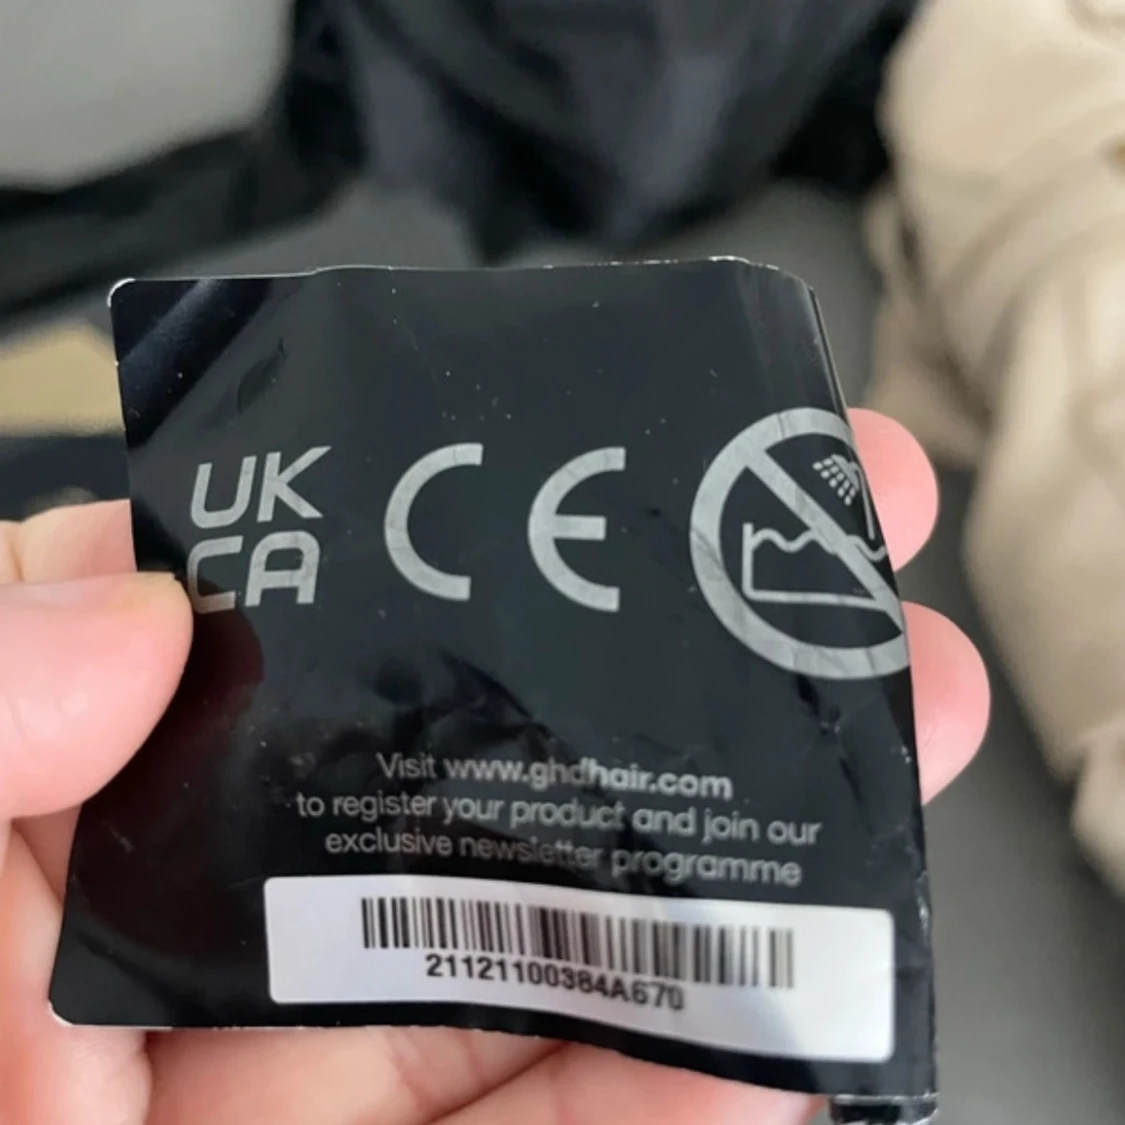 UK
CA
CE
Visit www.ghdhair.com
to register your product and join our
exclusive newsletter programme
21121100384A670